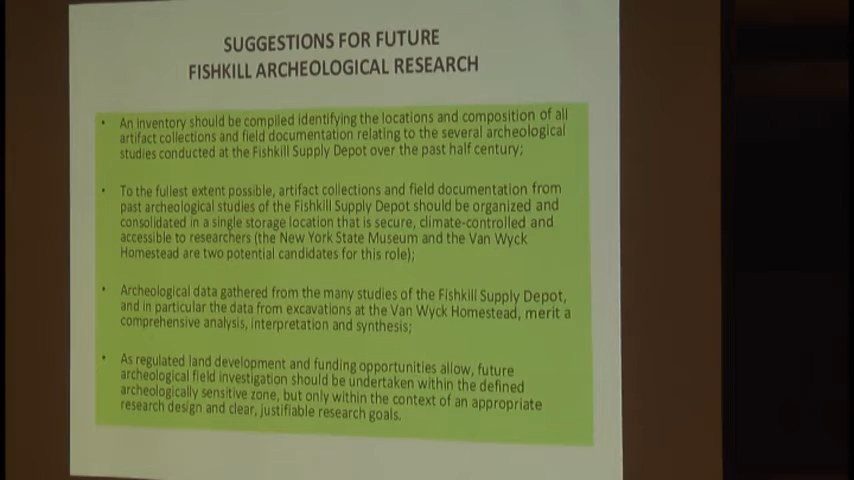 SUGGESTIONS FOR FUTURE
FISHKILL ARCHEOLOGICAL RESEARCH
• An inventory should be compiled identifying the locations and composition of all
artifact collections and field documentation relating to the several archeological
studies conducted at the Fishkill Supply Depot over the past half century;
• To the fullest extent possible, artifact collections and field documentation from
past archeological studies of the Fishkill Supply Depot should be organized and
consolidated in a single storage location that is secure, climate-controlled and
accessible to researchers (the New York State Museum and the Van Wyck
Homestead are two potential candidates for this role);
• Archeological data gathered from the many studies of the Fishkill Supply Depot,
and in particular the data from excavations at the Van Wyck Homestead, merit a
comprehensive analysis, interpretation and synthesis;
• As regulated land development and funding opportunities allow, future
archeological field investigation should be undertaken within the defined
archeologically sensitive zone, but only within the context of an appropriate
research design and clear, justifiable research goals.